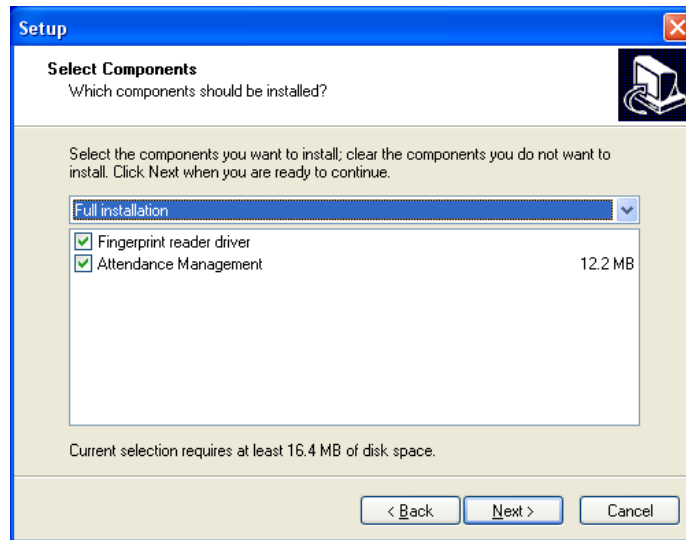 Setup
Select Components
Which components should be installed?
Select the components you want to install; clear the components you do not want to
install. Click Next when you are ready to continue.
Full installation
Fingerprint reader driver
Attendance Management 12.2 MB
Current selection requires at least 16.4 MB of disk space.
< Back Next > Cancel